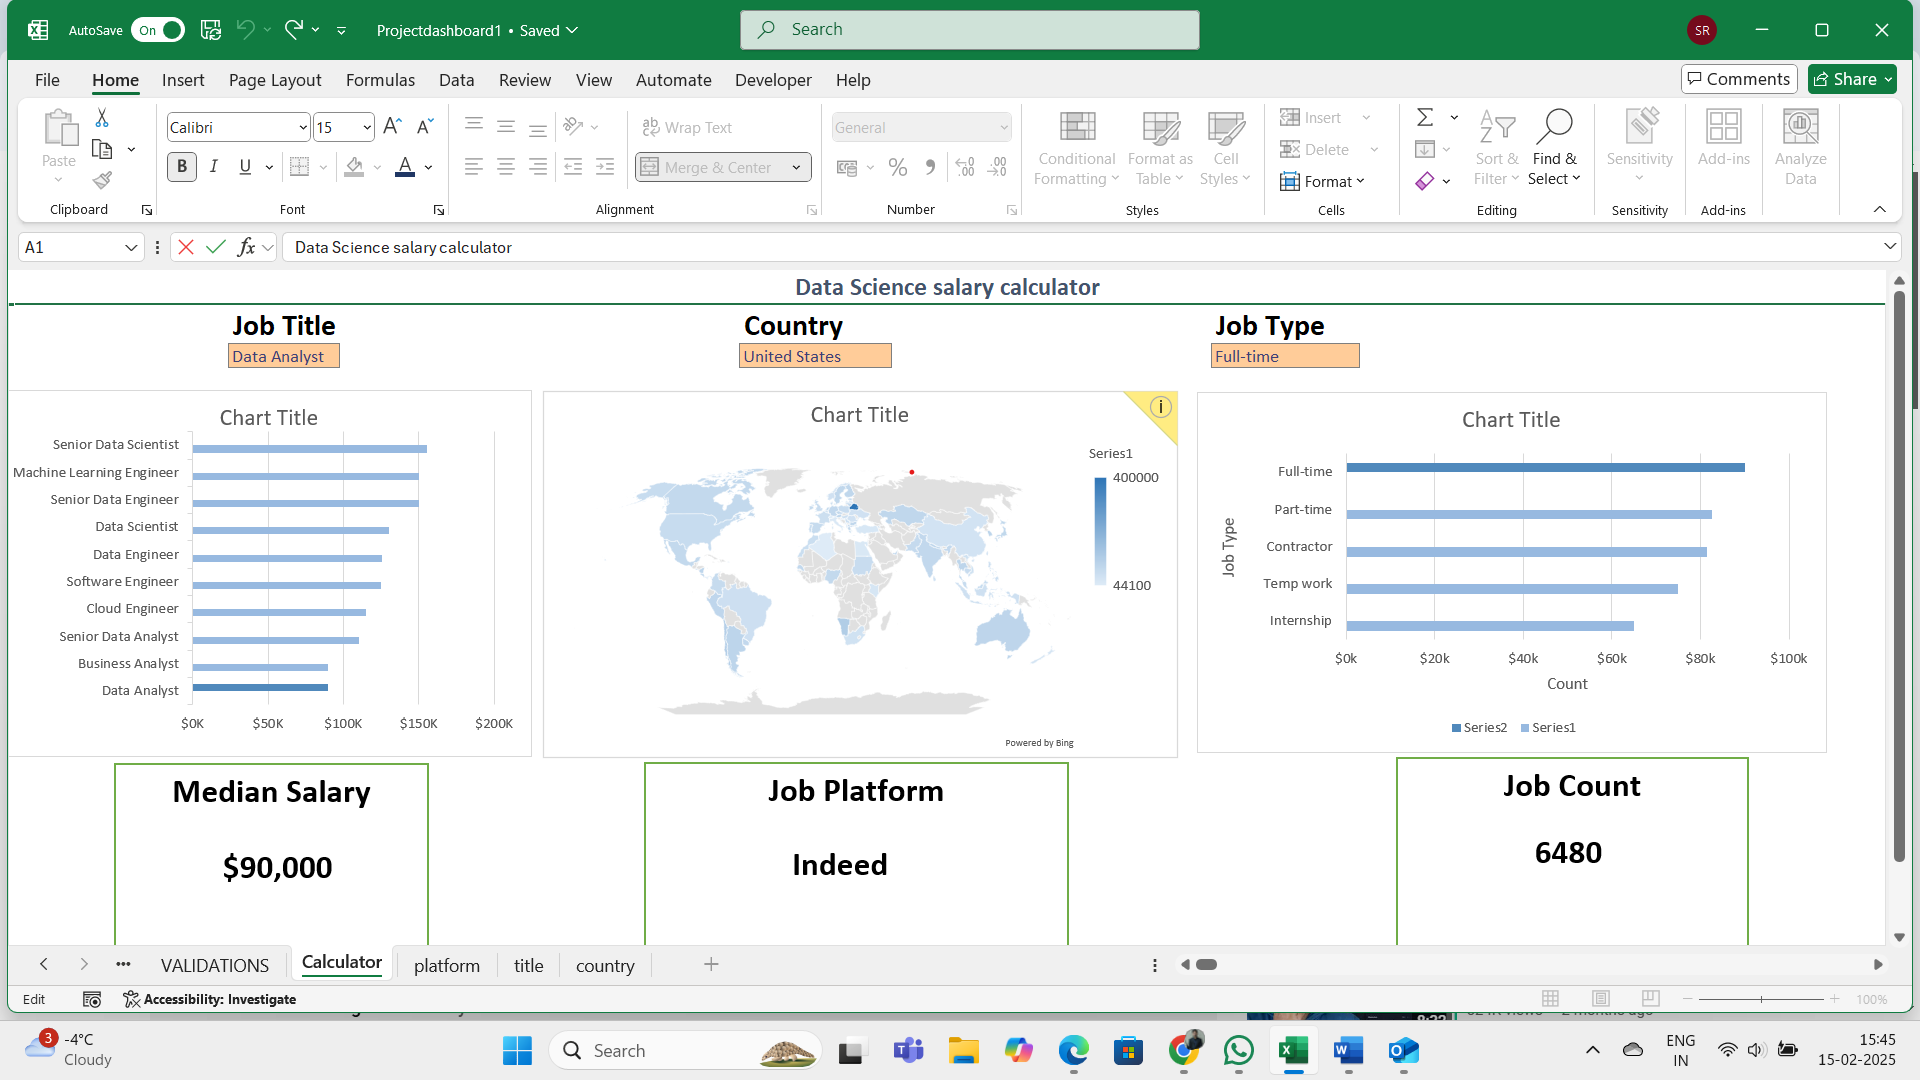 AutoSave On Projectdashboard1 • Saved Search SR
File Home Insert Page Layout Formulas Data Review View Automate Developer Help Comments Share
Paste
Clipboard
Calibri 15
B I U A
Font
Wrap Text
Merge & Center
Alignment
General
Number
Conditional Formatting
Format as Table
Cell Styles
Styles
Insert
Delete
Format
Cells
Sort & Filter
Find & Select
Editing
Sensitivity
Sensitivity
Add-ins
Add-ins
Analyze Data
A1 fx Data Science salary calculator
Data Science salary calculator
Job Title Country Job Type
Data Analyst United States Full-time
Chart Title
Senior Data Scientist
Machine Learning Engineer
Senior Data Engineer
Data Scientist
Data Engineer
Software Engineer
Cloud Engineer
Senior Data Analyst
Business Analyst
Data Analyst
$0K $50K $100K $150K $200K
Chart Title
Series1
400000
44100
Powered by Bing
Chart Title
Job Type
Full-time
Part-time
Contractor
Temp work
Internship
$0k $20k $40k $60k $80k $100k
Count
Series2 Series1
Median Salary
$90,000
Job Platform
Indeed
Job Count
6480
VALIDATIONS Calculator platform title country
Edit Accessibility: Investigate 100%
3 -4°C
Cloudy
Search
ENG
IN
15:45
15-02-2025